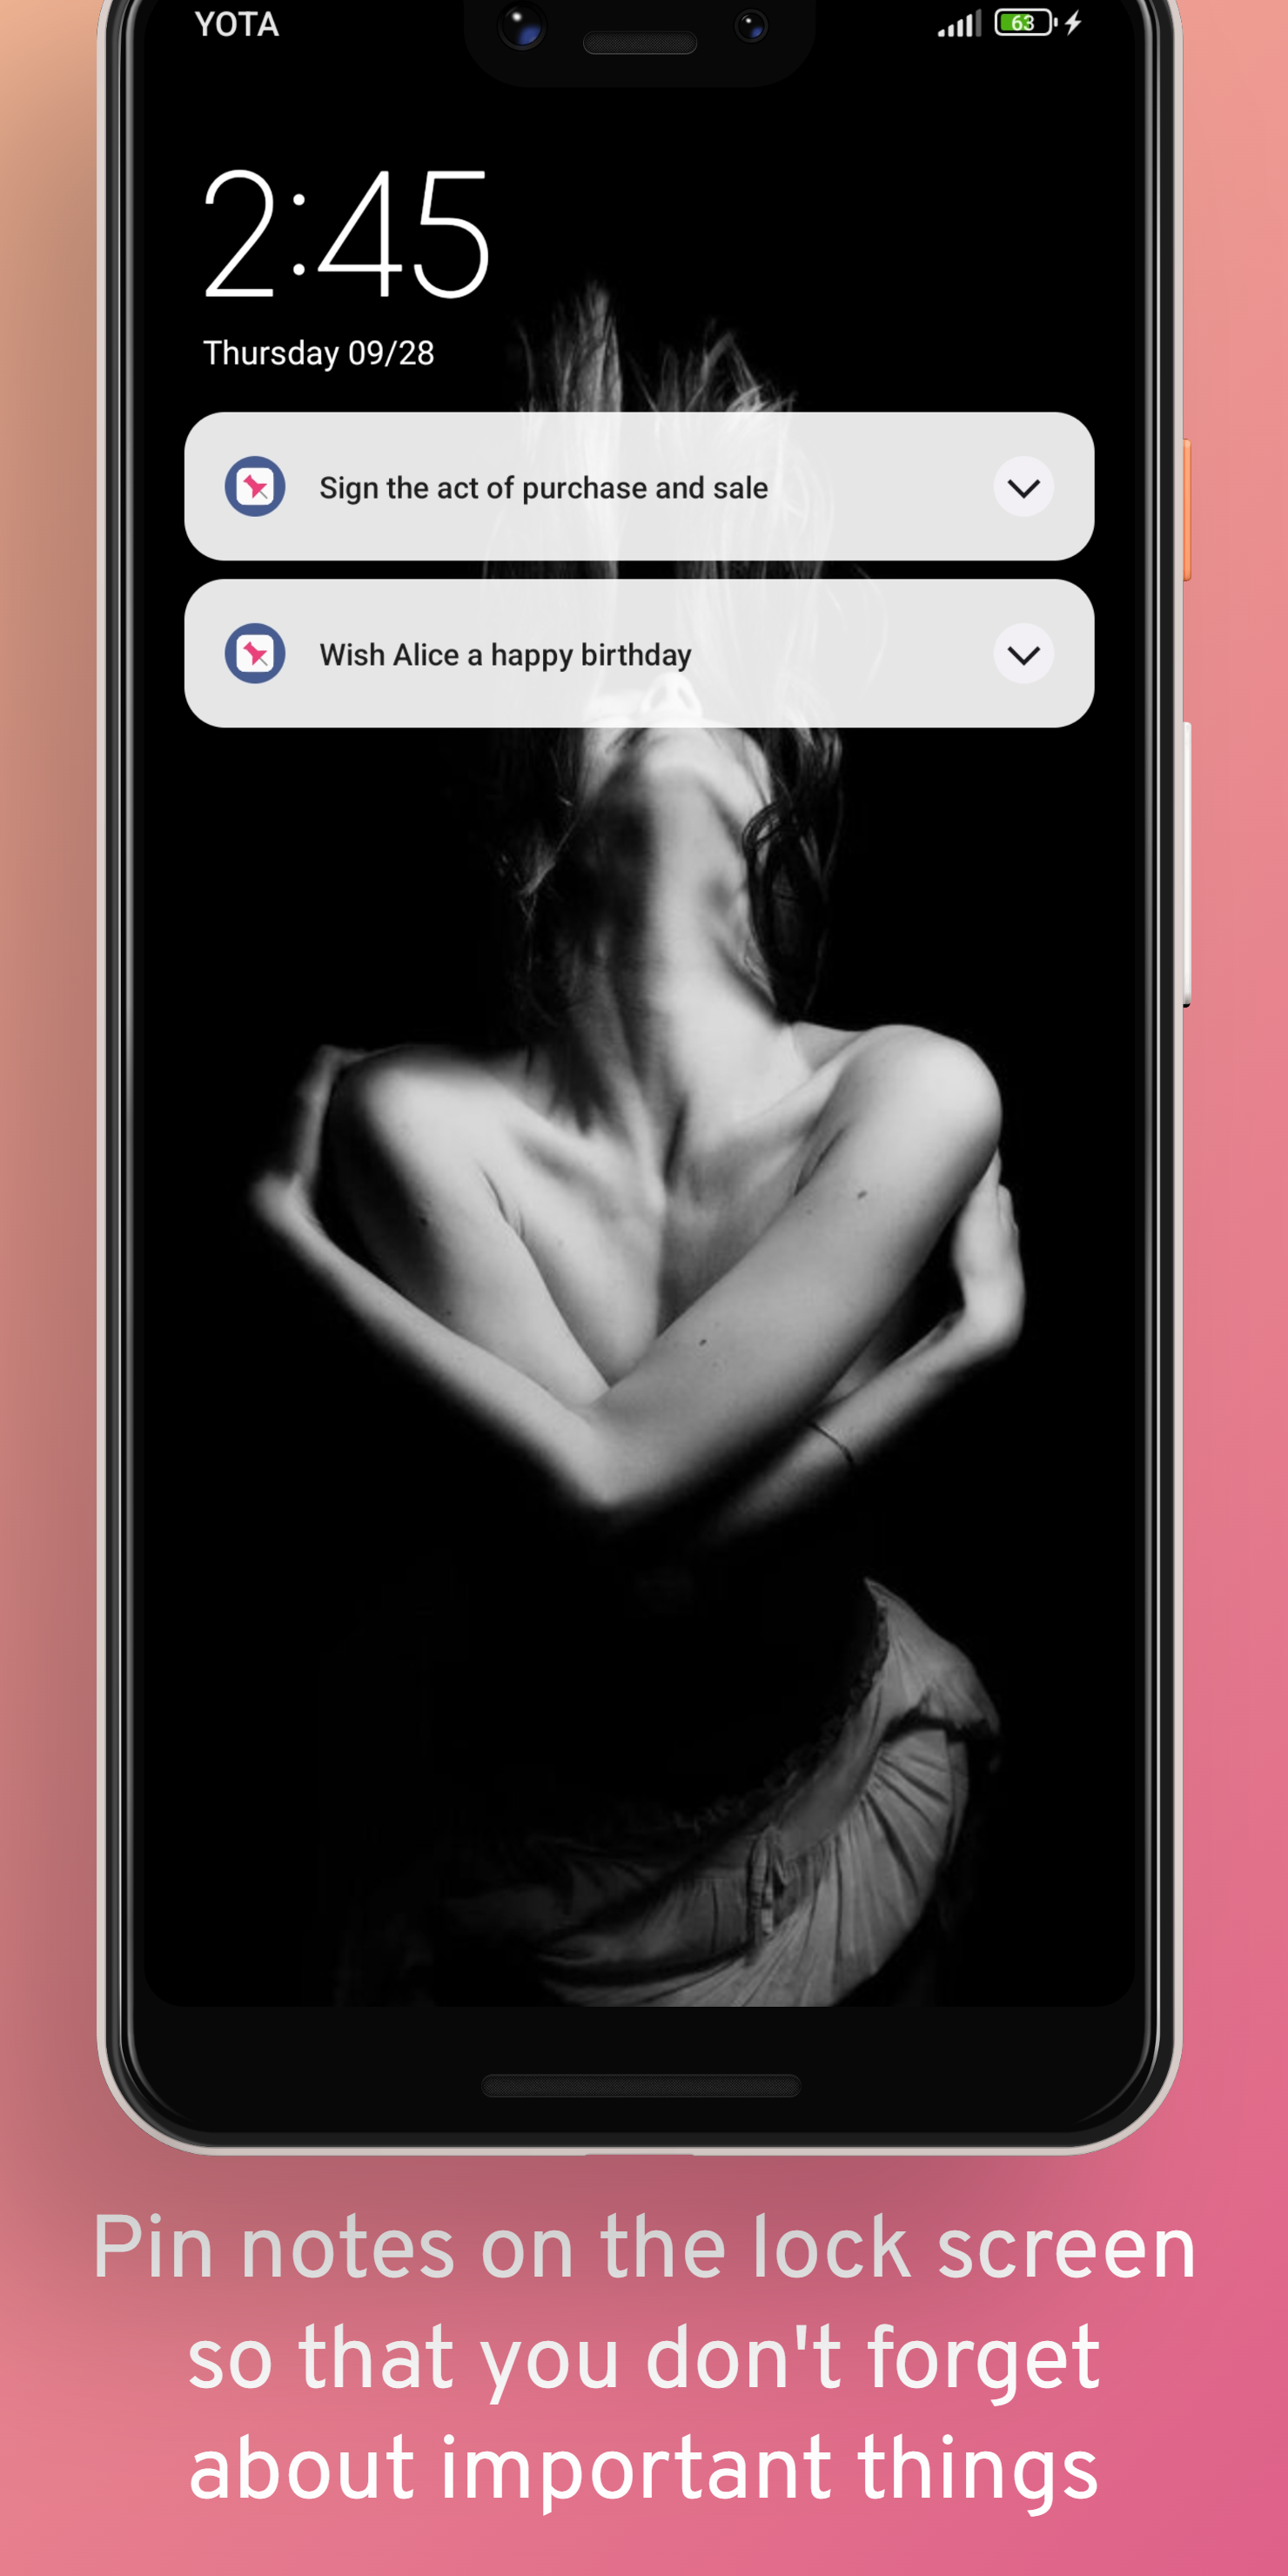 YOTA
63
2:45
Thursday 09/28
Sign the act of purchase and sale
Wish Alice a happy birthday
Pin notes on the lock screen
so that you don't forget
about important things